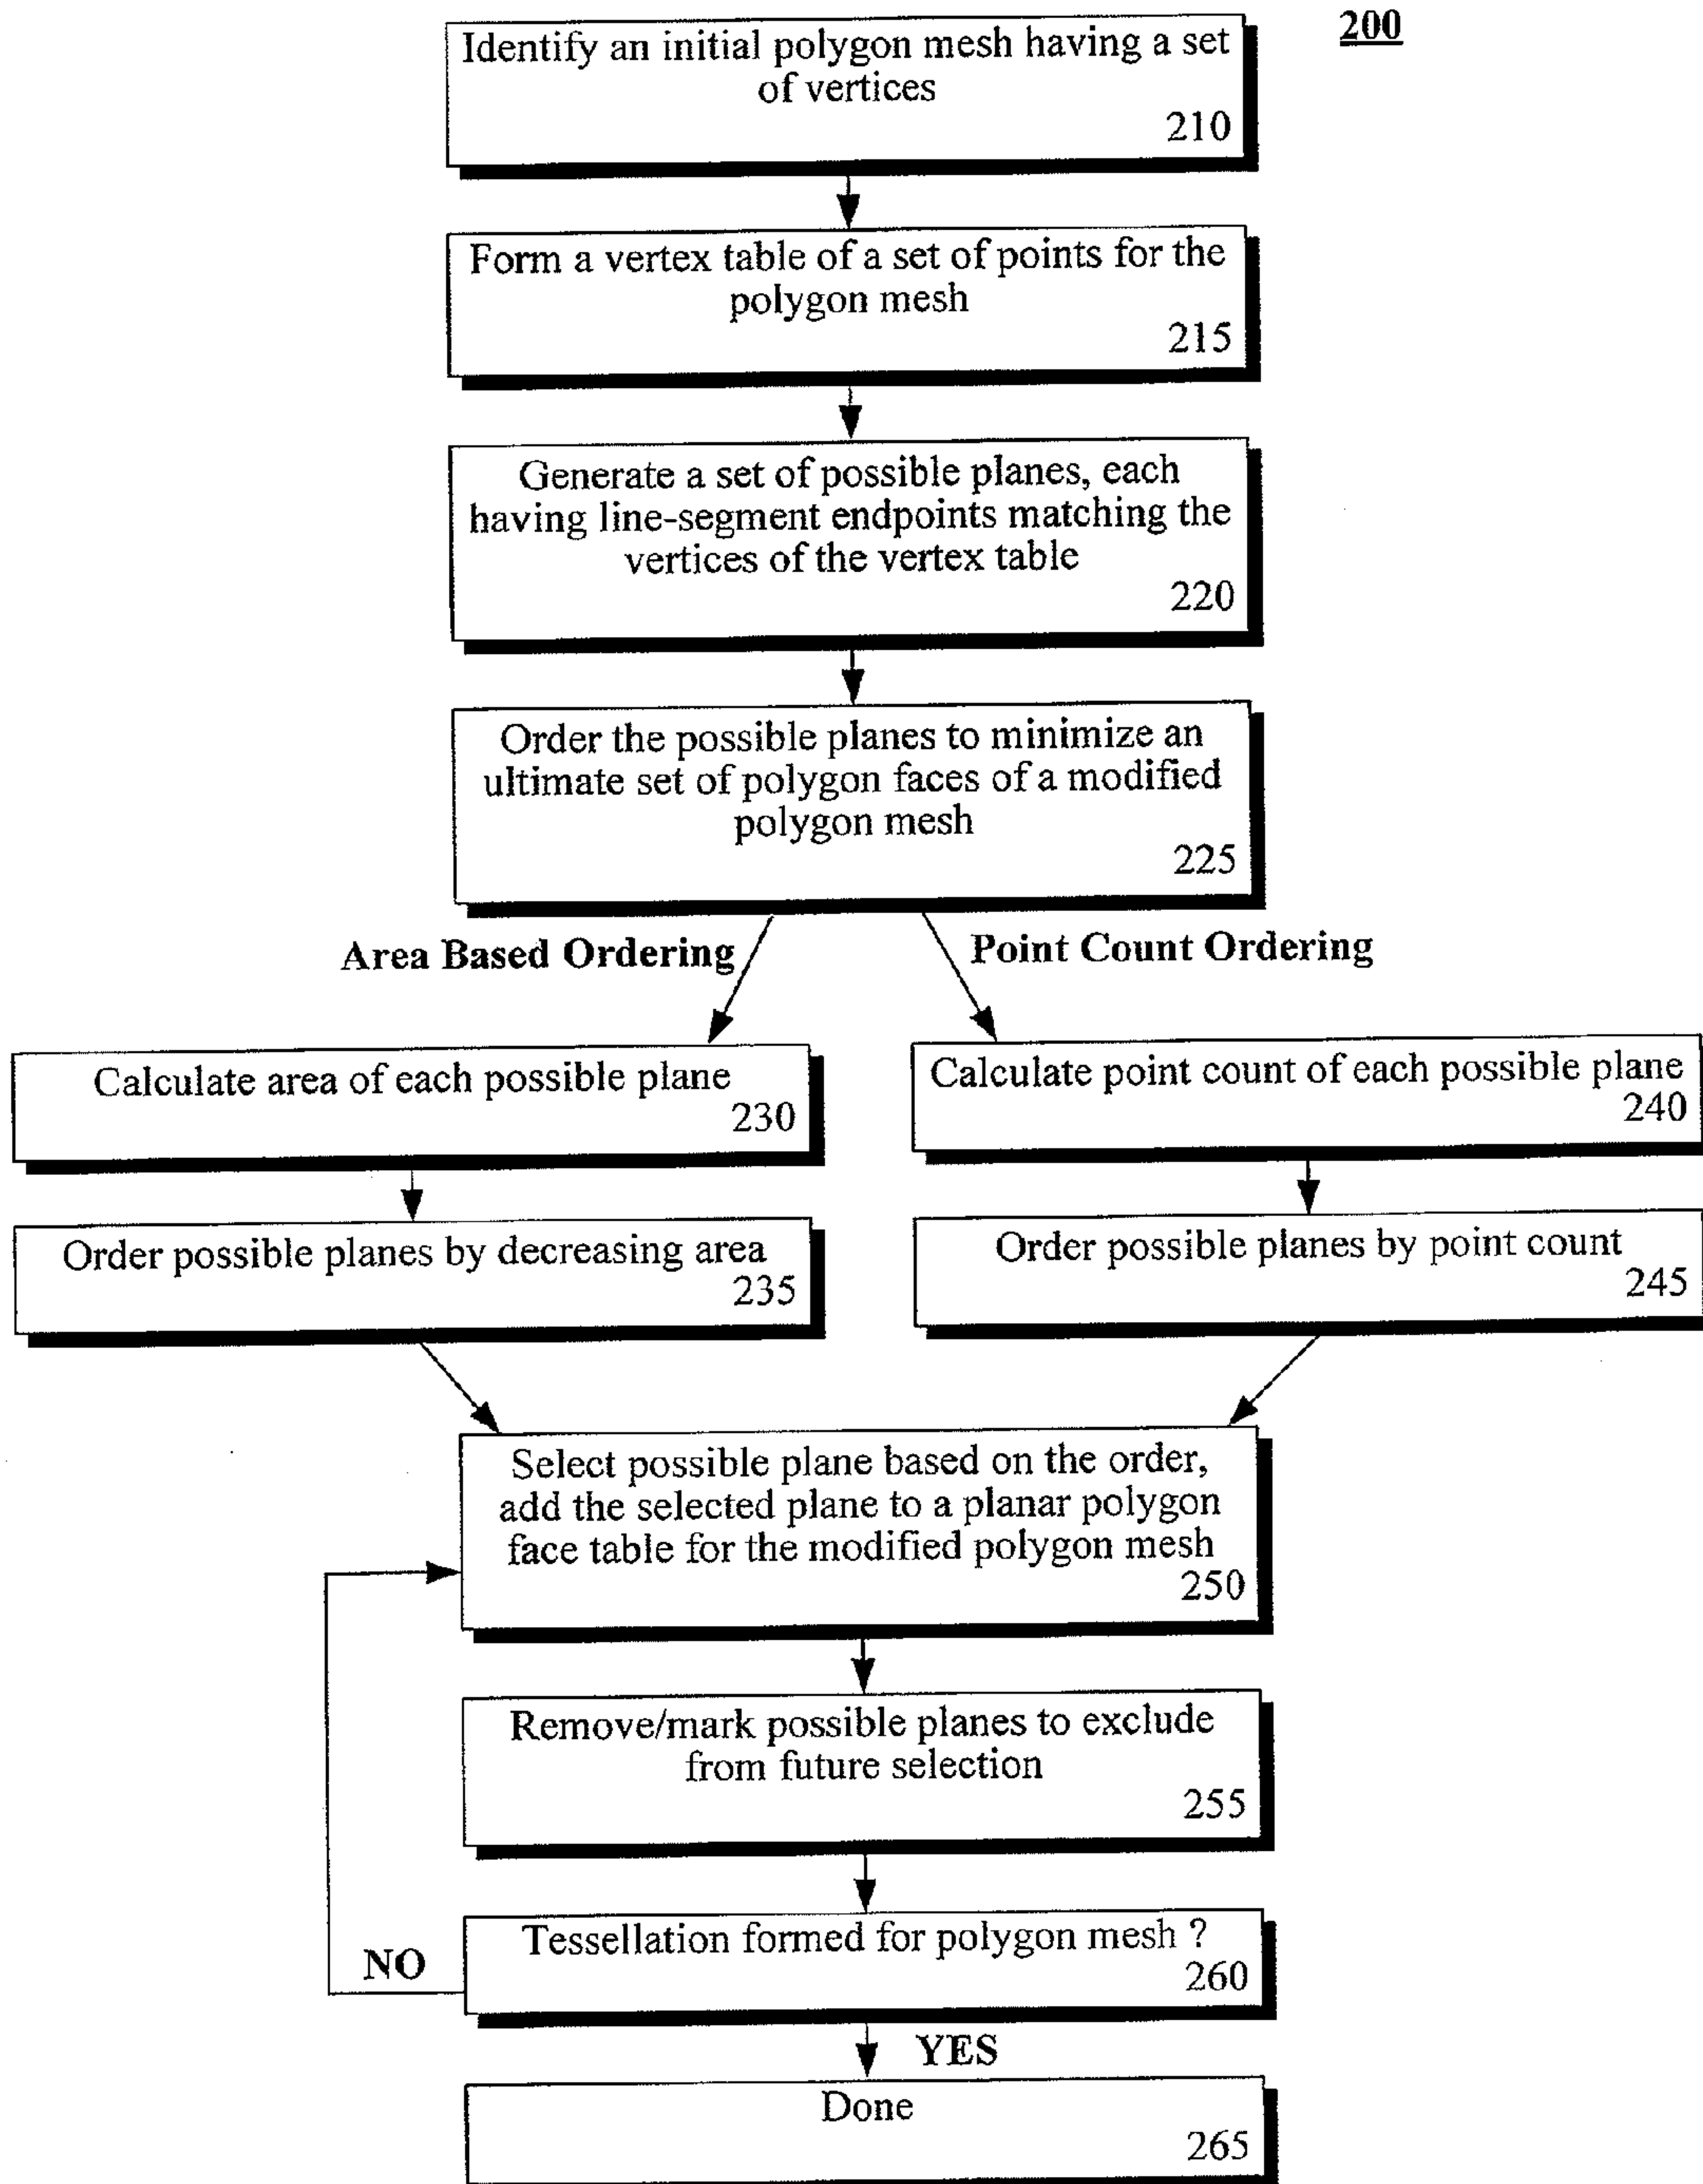 200
Identify an initial polygon mesh having a set
of vertices
210
Form a vertex table of a set of points for the
polygon mesh
215
Generate a set of possible planes, each
having line-segment endpoints matching the
vertices of the vertex table
220
Order the possible planes to minimize an
ultimate set of polygon faces of a modified
polygon mesh
225
Area Based Ordering
Point Count Ordering
Calculate area of each possible plane
230
Calculate point count of each possible plane
240
Order possible planes by decreasing area
235
Order possible planes by point count
245
Select possible plane based on the order,
add the selected plane to a planar polygon
face table for the modified polygon mesh
250
Remove/mark possible planes to exclude
from future selection
255
Tessellation formed for polygon mesh ?
260
NO
YES
Done
265